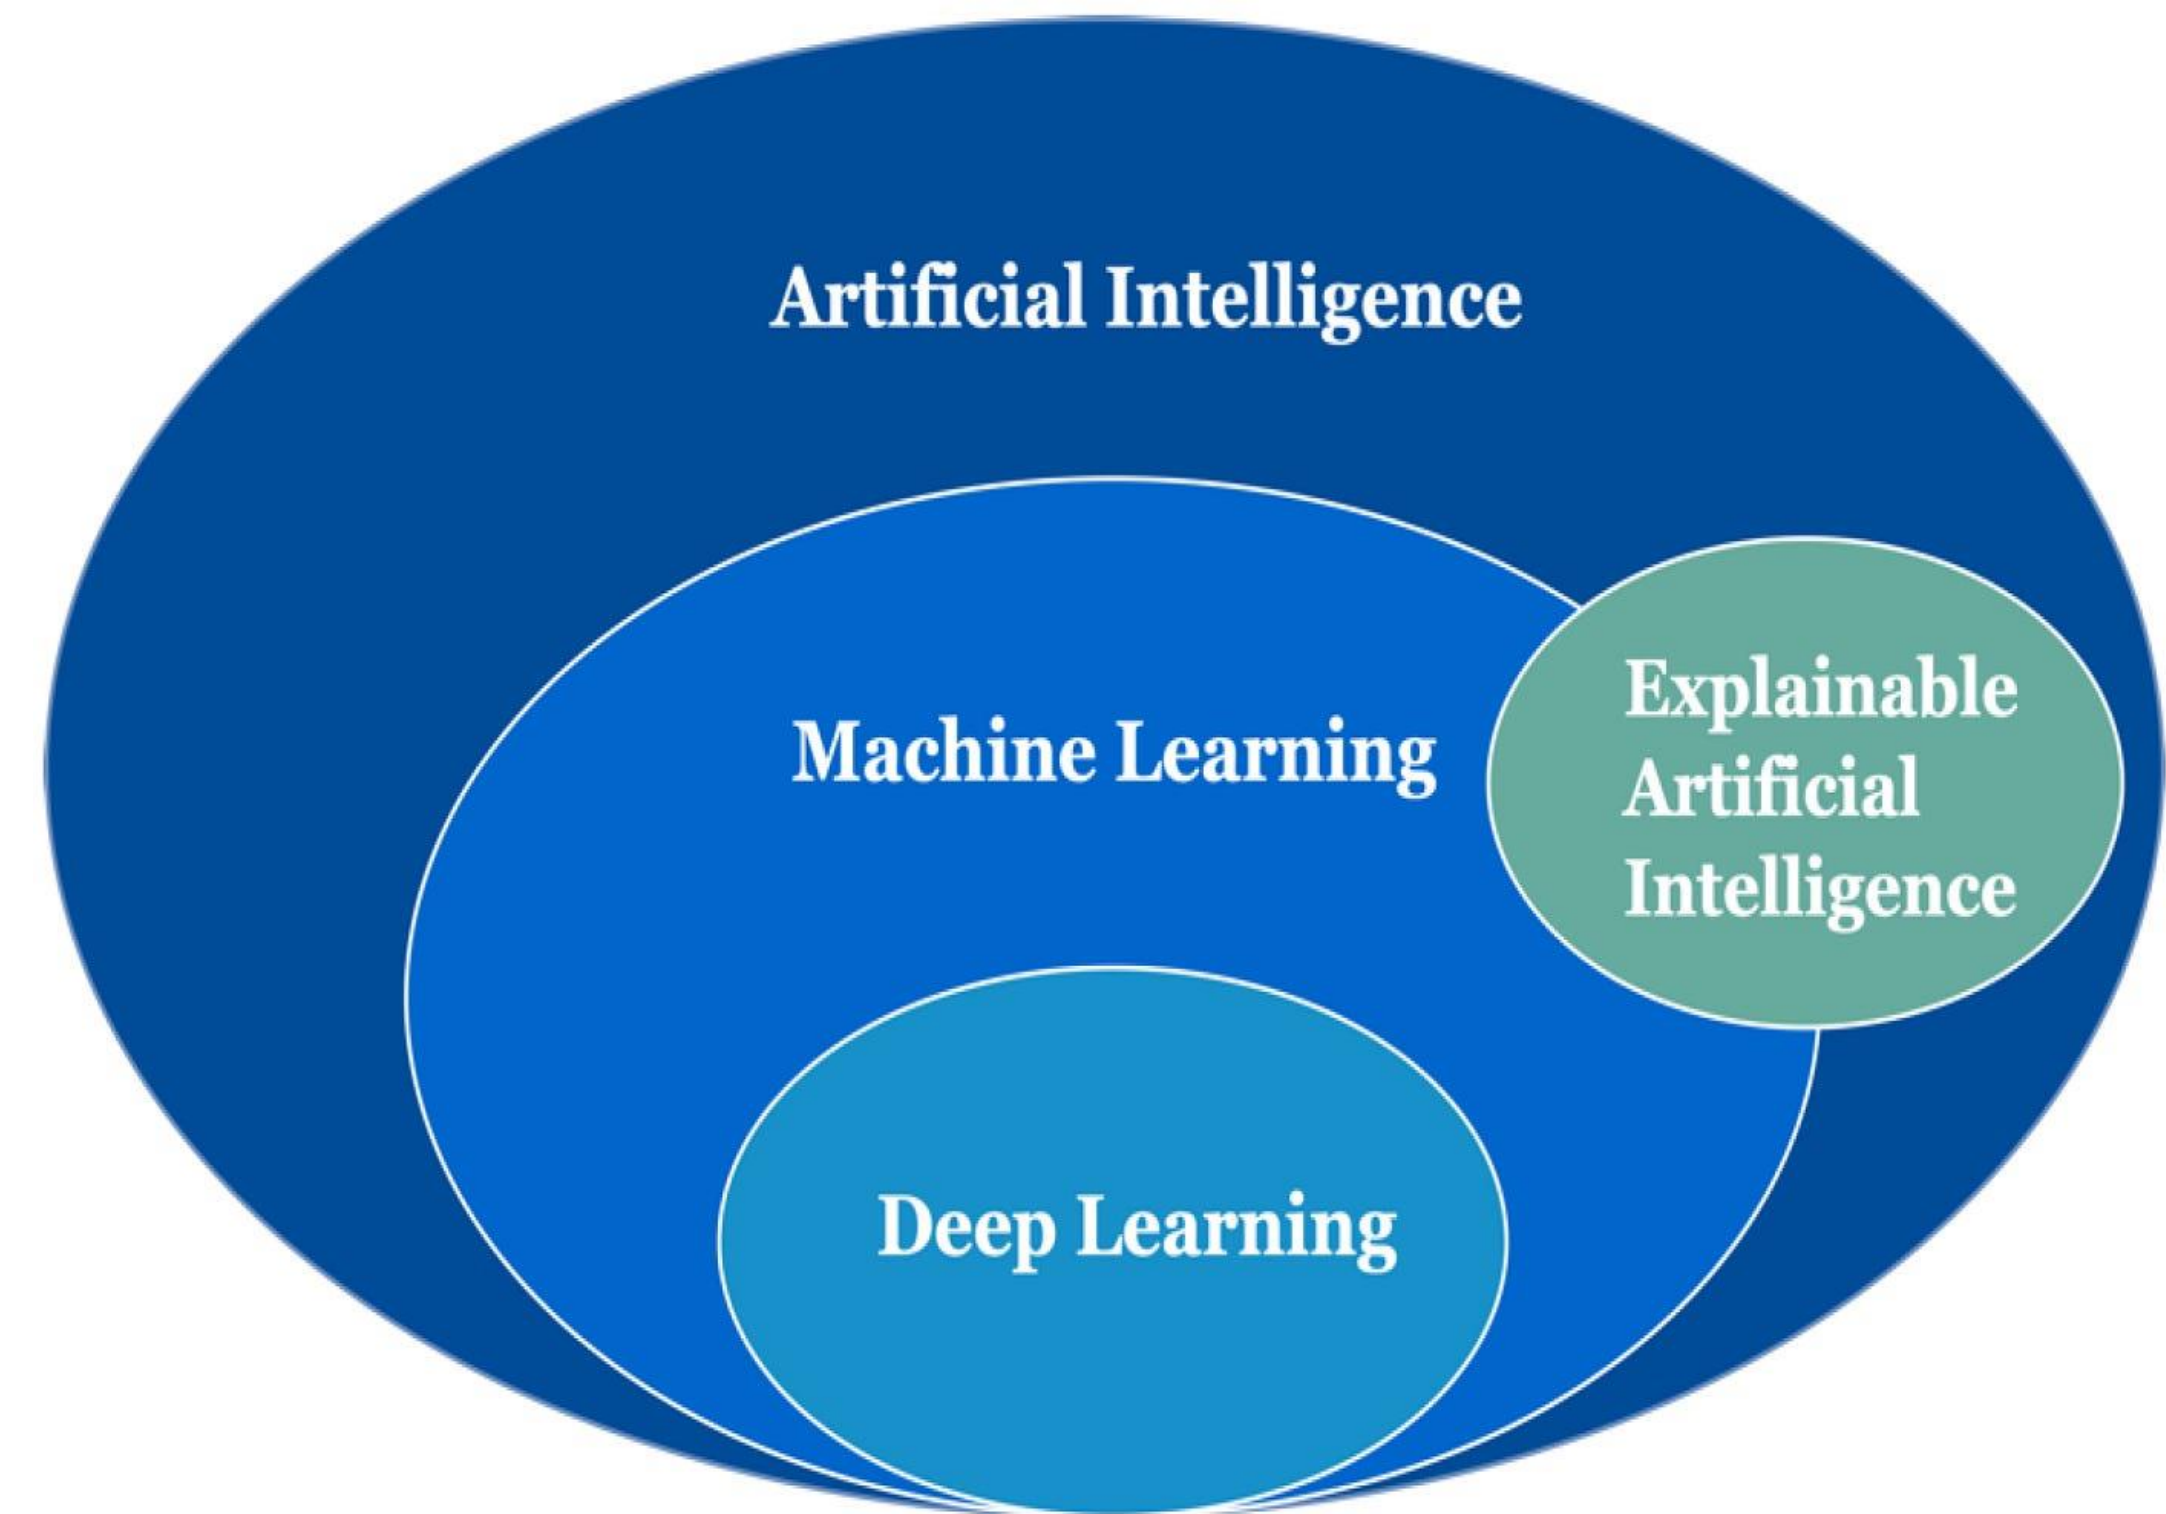 Artificial Intelligence
Machine Learning
Explainable
Artificial
Intelligence
Deep Learning